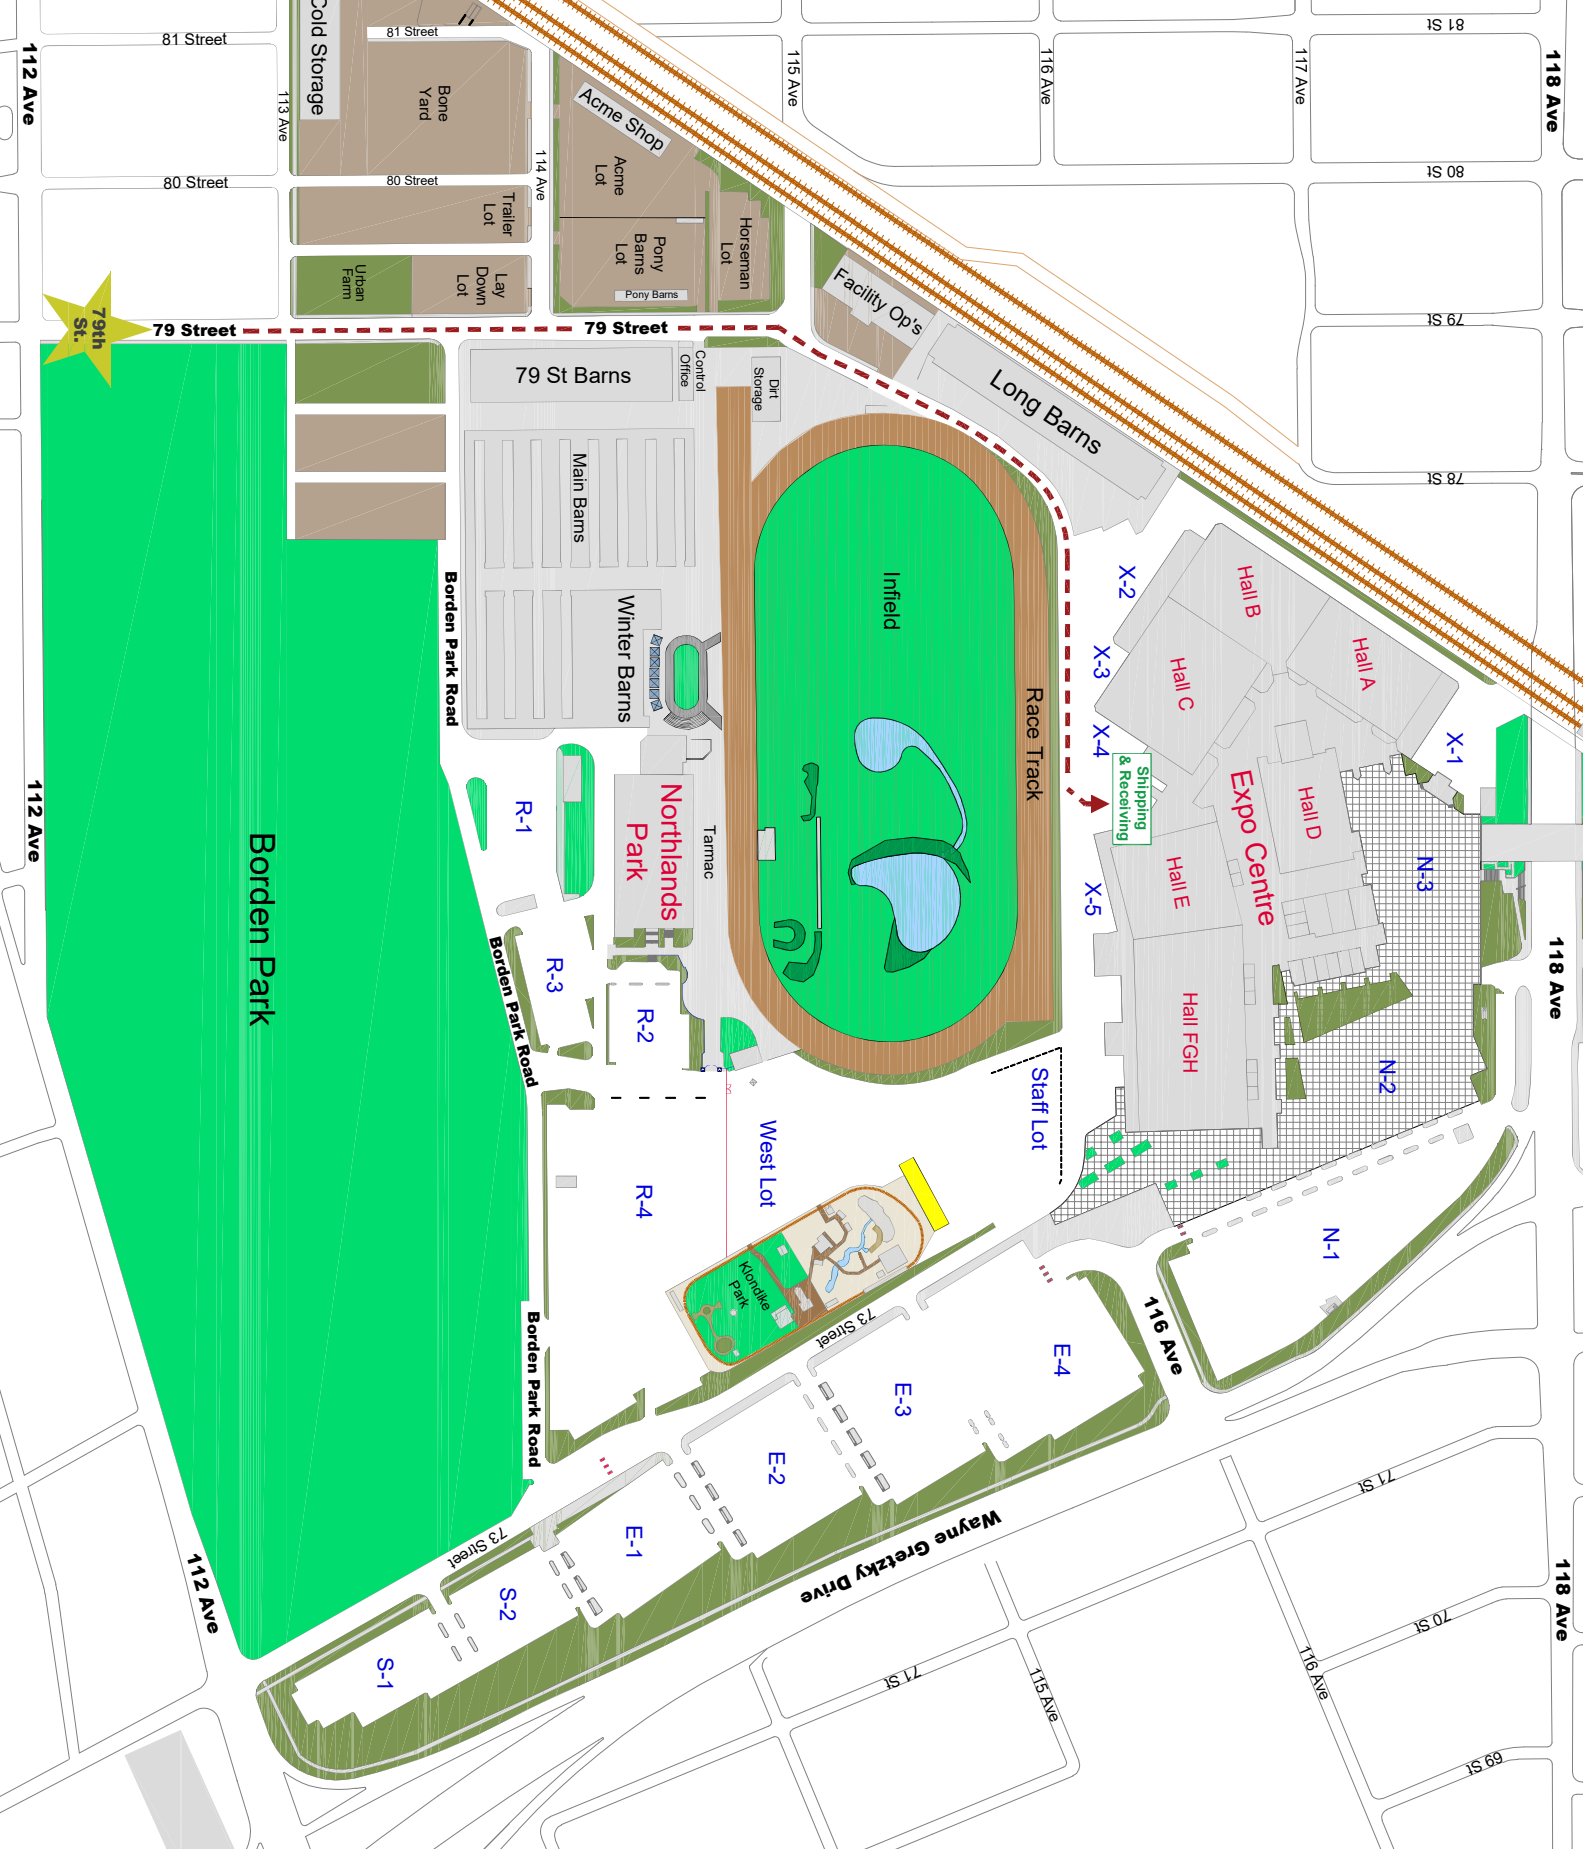 81 Street
112 Ave
Cold Storage
81 Street
Bone
Yard
113 Ave
Acme Shop
115 Ave
116 Ave
117 Ave
81 St
118 Ave
80 Street
80 Street
114 Ave
Acme
Lot
Trailer
Lot
80 St
Urban
Farm
Lay
Down
Lot
Pony
Barns
Lot
Pony Barns
Horseman
Lot
Facility Op's
79 St
79th
St.
79 Street
79 Street
79 St Barns
Control
Office
Dirt
Storage
Long Barns
78 St
Main Barns
Borden Park Road
Winter Barns
Infield
Race Track
X-2
X-3
X-4
Hall B
Hall A
Hall C
X-1
Shipping
& Receiving
Expo Centre
Hall D
Hall E
X-5
N-3
112 Ave
Borden Park
R-1
Northlands
Park
Tarmac
118 Ave
R-3
Borden Park Road
R-2
Hall FGH
N-2
Staff Lot
West Lot
R-4
N-1
Klondike
Park
73 Street
116 Ave
Borden Park Road
E-4
E-3
E-2
E-1
73 Street
S-2
S-1
Wayne Gretzky Drive
112 Ave
71 St
118 Ave
70 St
71 St
115 Ave
116 Ave
69 St